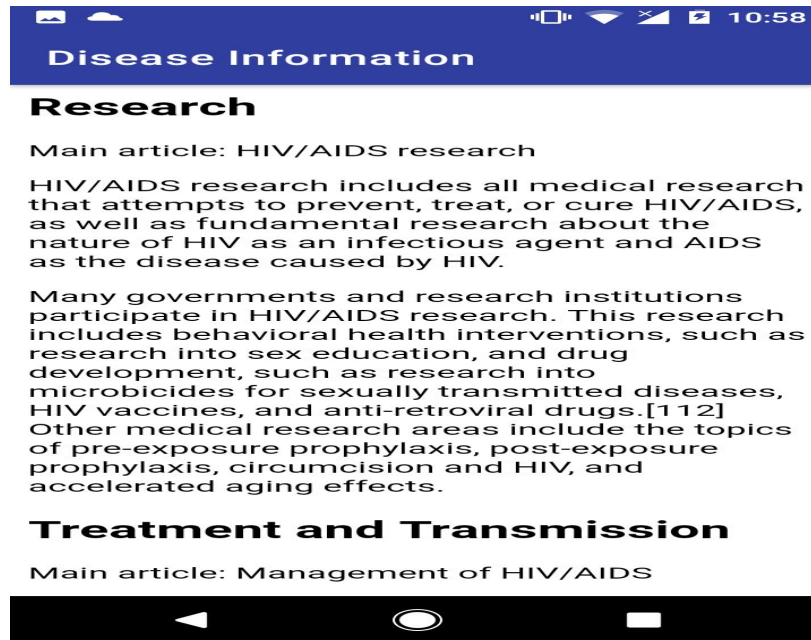 10:58
Disease Information
Research
Main article: HIV/AIDS research
HIV/AIDS research includes all medical research
that attempts to prevent, treat, or cure HIV/AIDS,
as well as fundamental research about the
nature of HIV as an infectious agent and AIDS
as the disease caused by HIV.
Many governments and research institutions
participate in HIV/AIDS research. This research
includes behavioral health interventions, such as
research into sex education, and drug
development, such as research into
microbicides for sexually transmitted diseases,
HIV vaccines, and anti-retroviral drugs.[112]
Other medical research areas include the topics
of pre-exposure prophylaxis, post-exposure
prophylaxis, circumcision and HIV, and
accelerated aging effects.
Treatment and Transmission
Main article: Management of HIV/AIDS